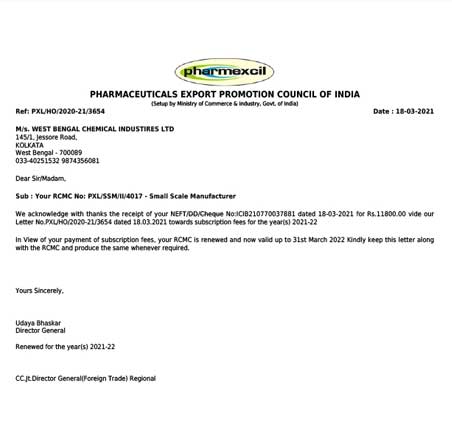 pharmexcil
PHARMACEUTICALS EXPORT PROMOTION COUNCIL OF INDIA
(Setup by Ministry of Commerce & industry, Govt. of India)
Ref: PXL/HO/2020-21/3654 Date : 18-03-2021
M/s. WEST BENGAL CHEMICAL INDUSTIRES LTD
145/1, Jessore Road,
KOLKATA
West Bengal - 700089
033-40251532 9874356081
Dear Sir/Madam,
Sub : Your RCMC No: PXL/SSM/II/4017 - Small Scale Manufacturer
We acknowledge with thanks the receipt of your NEFT/DD/Cheque No:ICIB210770037881 dated 18-03-2021 for Rs.11800.00 vide our
Letter No.PXL/HO/2020-21/3654 dated 18.03.2021 towards subscription fees for the year(s) 2021-22
In View of your payment of subscription fees, your RCMC is renewed and now valid up to 31st March 2022 Kindly keep this letter along
with the RCMC and produce the same whenever required.
Yours Sincerely,
Udaya Bhaskar
Director General
Renewed for the year(s) 2021-22
CC.Jt.Director General(Foreign Trade) Regional